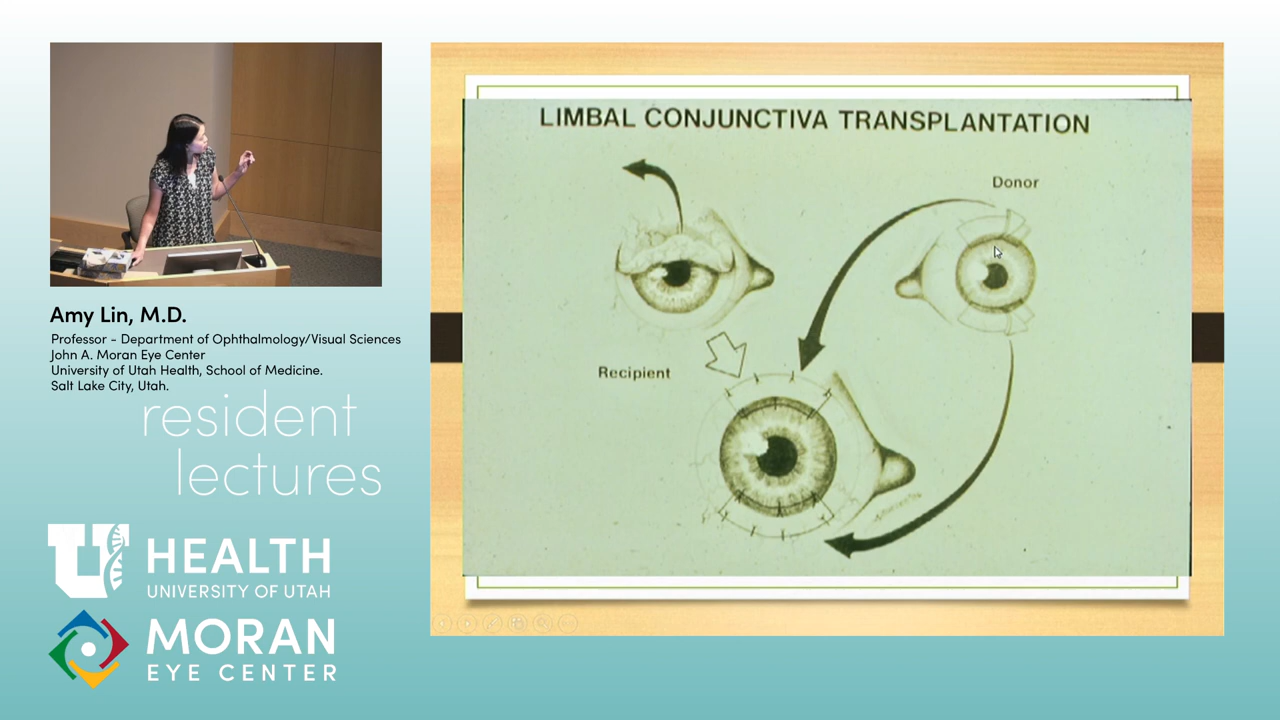 Amy Lin, M.D.
Professor - Department of Ophthalmology/Visual Sciences
John A. Moran Eye Center
University of Utah Health, School of Medicine.
Salt Lake City, Utah.
resident
lectures
U HEALTH
UNIVERSITY OF UTAH
MORAN
EYE CENTER
LIMBAL CONJUNCTIVA TRANSPLANTATION
Donor
Recipient